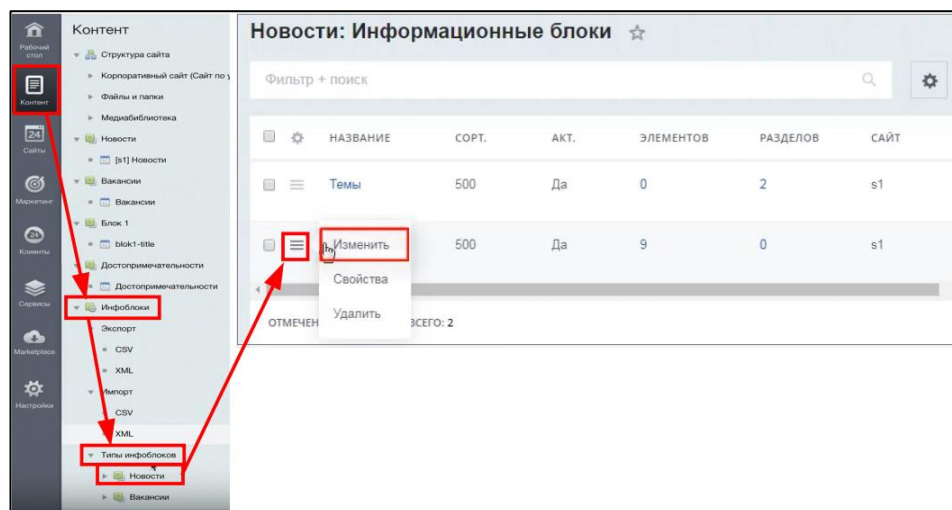 Рабочий стол
Контент
24
Сайты
Маркетинг
24
Клиенты
Сервисы
Marketplace
Настройки
Контент
Структура сайта
Корпоративный сайт (Сайт по у
Файлы и папки
Медиабиблиотека
Новости
[s1] Новости
Вакансии
Вакансии
Блок 1
blok1-title
Достопримечательности
Достопримечательности
Инфоблоки
Экспорт
CSV
XML
Импорт
CSV
XML
Типы инфоблоков
Новости
Вакансии
Новости: Информационные блоки
Фильтр + поиск
НАЗВАНИЕ СОРТ. АКТ. ЭЛЕМЕНТОВ РАЗДЕЛОВ САЙТ
Темы 500 Да 0 2 s1
Изменить 500 Да 9 0 s1
Свойства
Удалить
ОТМЕЧЕН ВСЕГО: 2